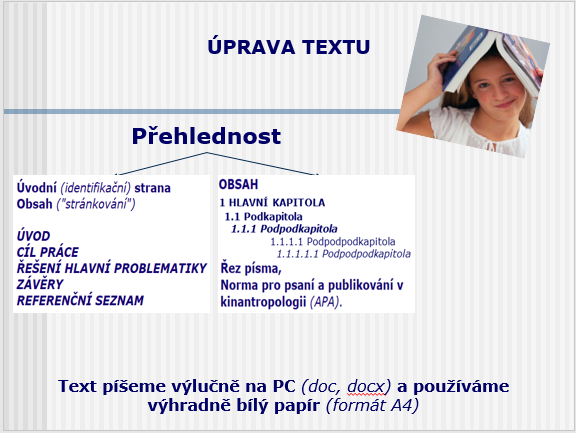 ÚPRAVA TEXTU
Přehlednost
Úvodní (identifikační) strana
Obsah ("stránkování")
ÚVOD
CÍL PRÁCE
ŘEŠENÍ HLAVNÍ PROBLEMATIKY
ZÁVĚRY
REFERENČNÍ SEZNAM
OBSAH
1 HLAVNÍ KAPITOLA
1.1 Podkapitola
1.1.1 Podpodkapitola
1.1.1.1 Podpodpodkapitola
1.1.1.1.1 Podpodpodkapitola
Řez písma,
Norma pro psaní a publikování v
kinantropologii (APA).
Text píšeme výlučně na PC (doc, docx) a používáme
výhradně bílý papír (formát A4)